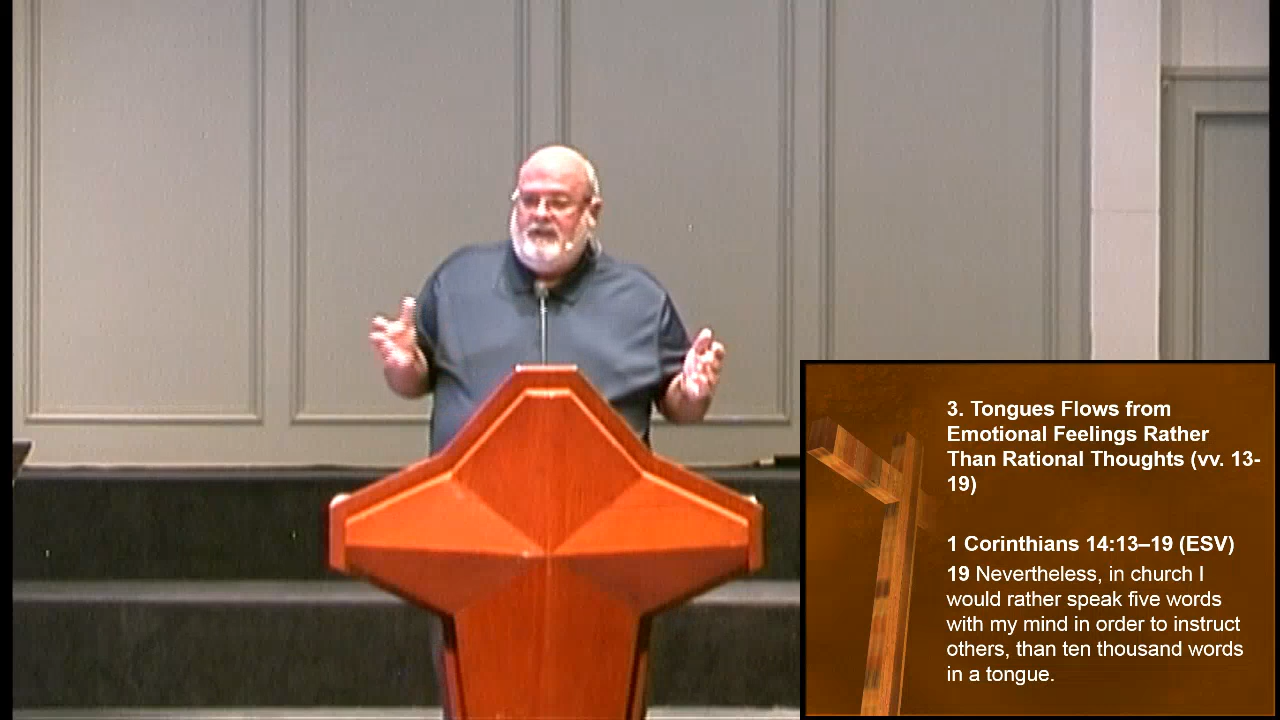 3. Tongues Flows from
Emotional Feelings Rather
Than Rational Thoughts (vv. 13-
19)
1 Corinthians 14:13–19 (ESV)
19 Nevertheless, in church I
would rather speak five words
with my mind in order to instruct
others, than ten thousand words
in a tongue.